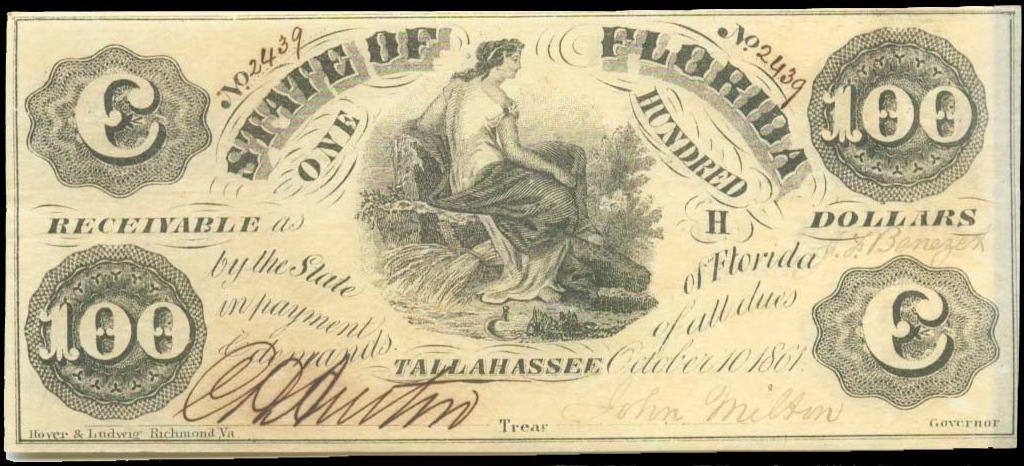 No 2439
No 2439
STATE OF FLORIDA
C
100
ONE HUNDRED
RECEIVABLE as
H
DOLLARS
by the State
of Florida
in payment
of all dues
& demands.
100
C
TALLAHASSEE October 10 1861
John Milton
Treas
Governor
Hoyer & Ludwig Richmond Va